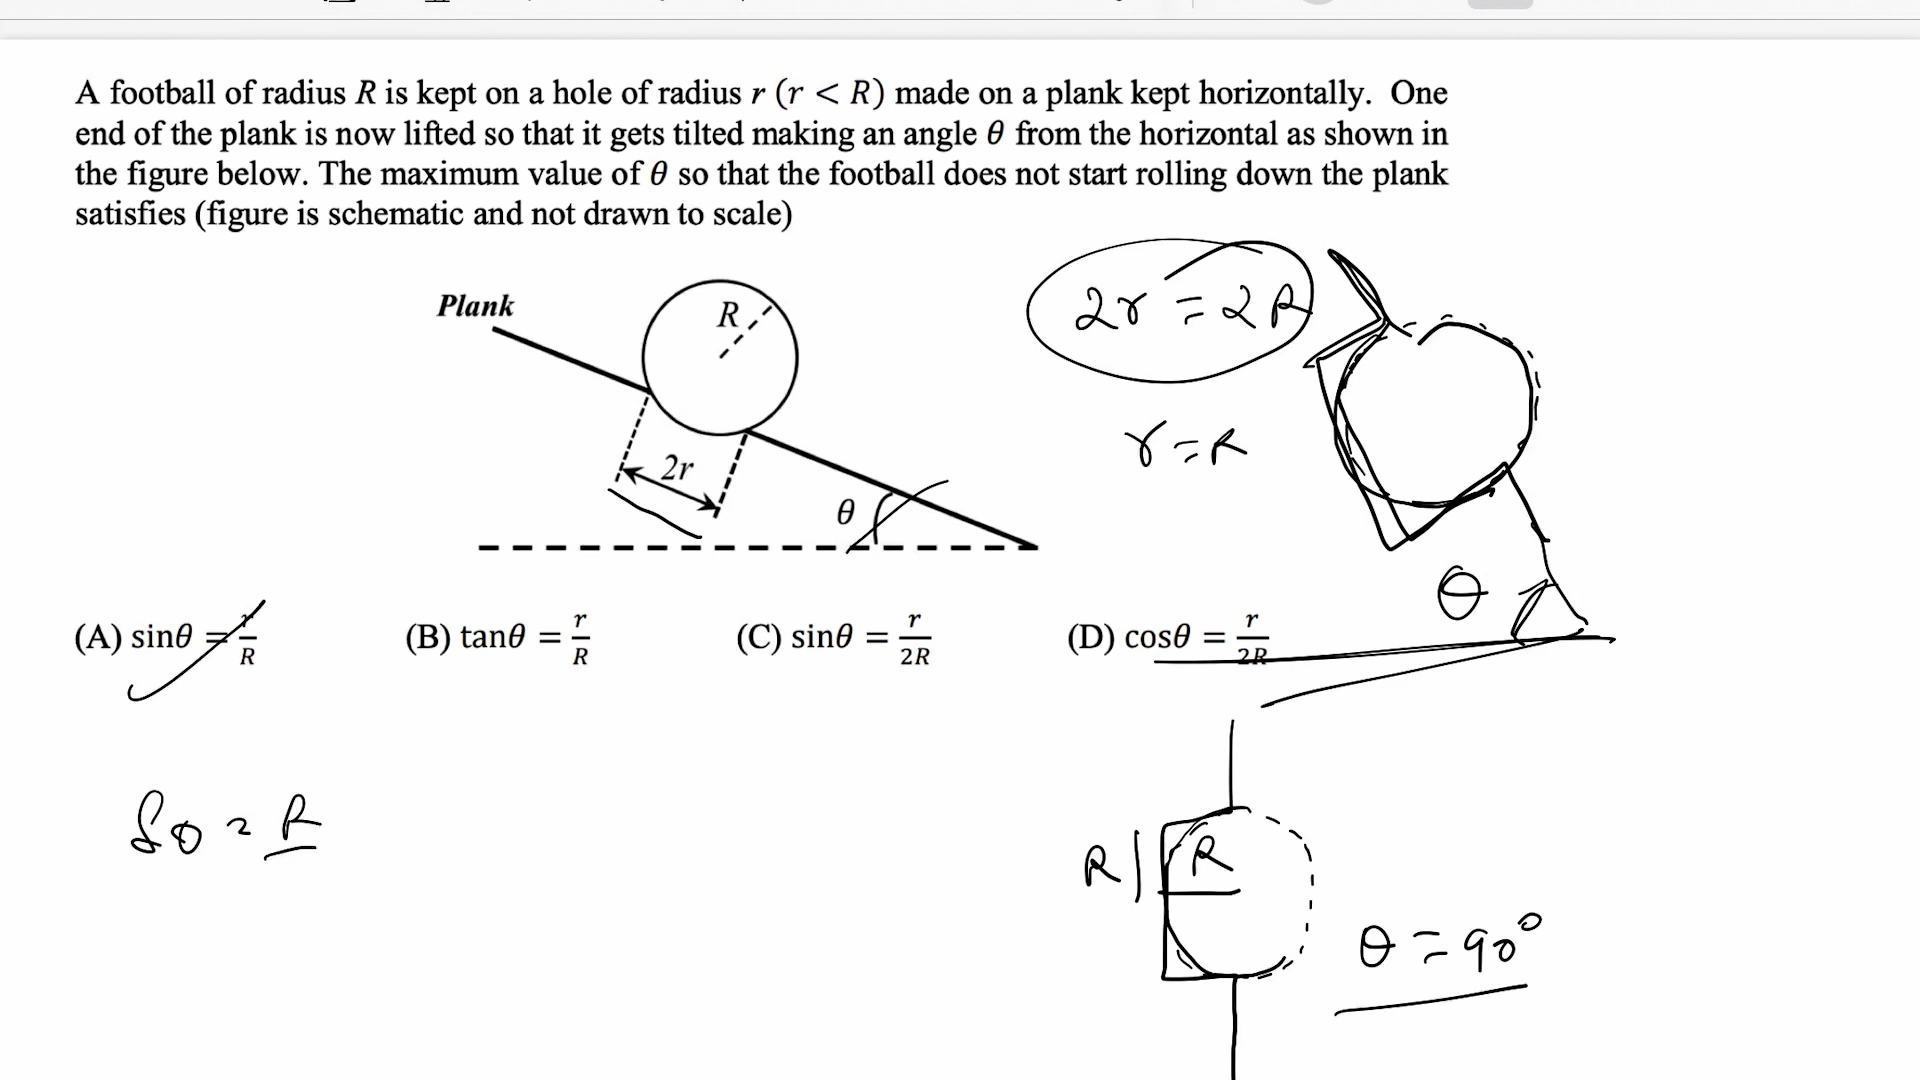 A football of radius R is kept on a hole of radius r (r < R) made on a plank kept horizontally. One
end of the plank is now lifted so that it gets tilted making an angle θ from the horizontal as shown in
the figure below. The maximum value of θ so that the football does not start rolling down the plank
satisfies (figure is schematic and not drawn to scale)
Plank
R
2r
θ
2r = 2R
r = R
θ
(A) sinθ = r/R (B) tanθ = r/R (C) sinθ = r/2R (D) cosθ = r/2R
R
R
θ = 90°